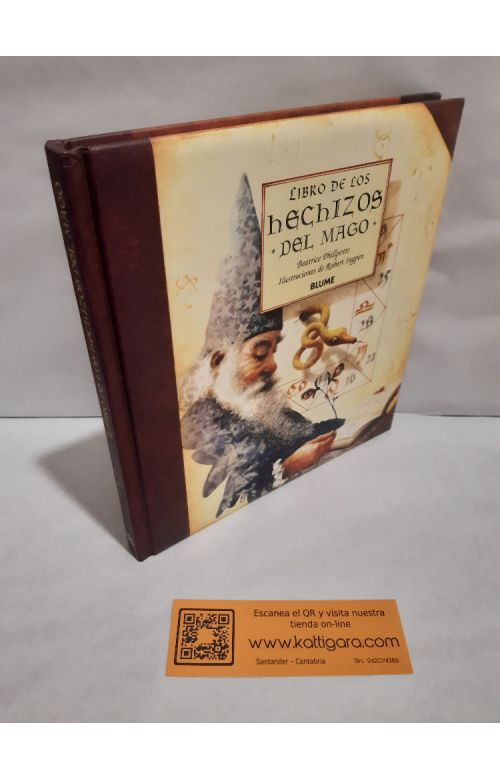 LIBRO DE LOS
hECHIZOS
· DEL MAGO ·
Beatrice Phillpotts
Ilustraciones de Robert Ingpen
BLUME
Escanea el QR y visita nuestra
tienda on-line
www.kattigara.com
Santander - Cantabria